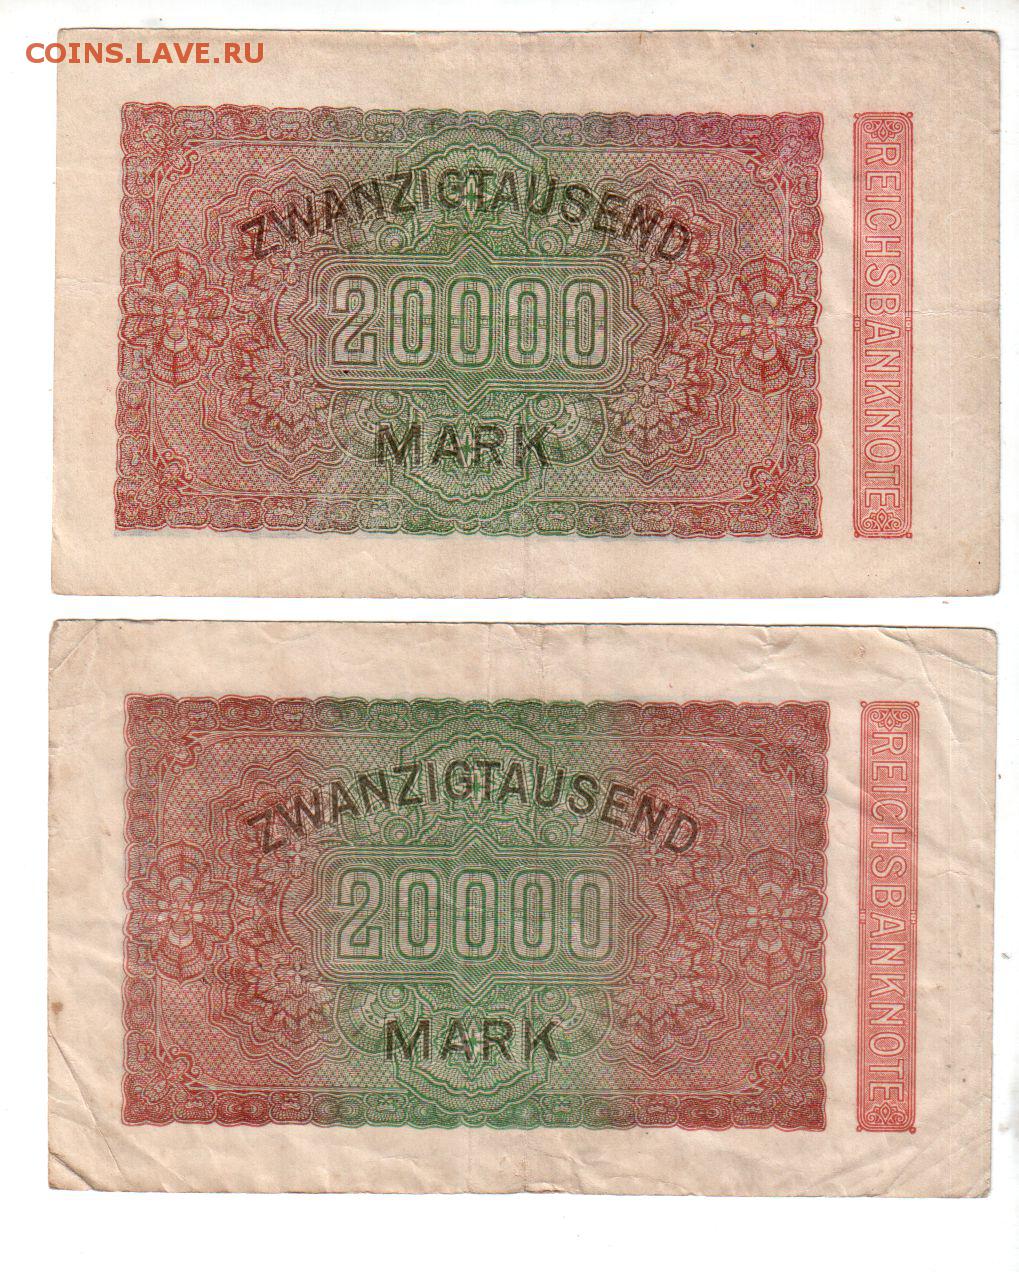 COINS.LAVE.RU
ZWANZIGTAUSEND
20000
MARK
REICHSBANKNOTE
ZWANZIGTAUSEND
20000
MARK
REICHSBANKNOTE